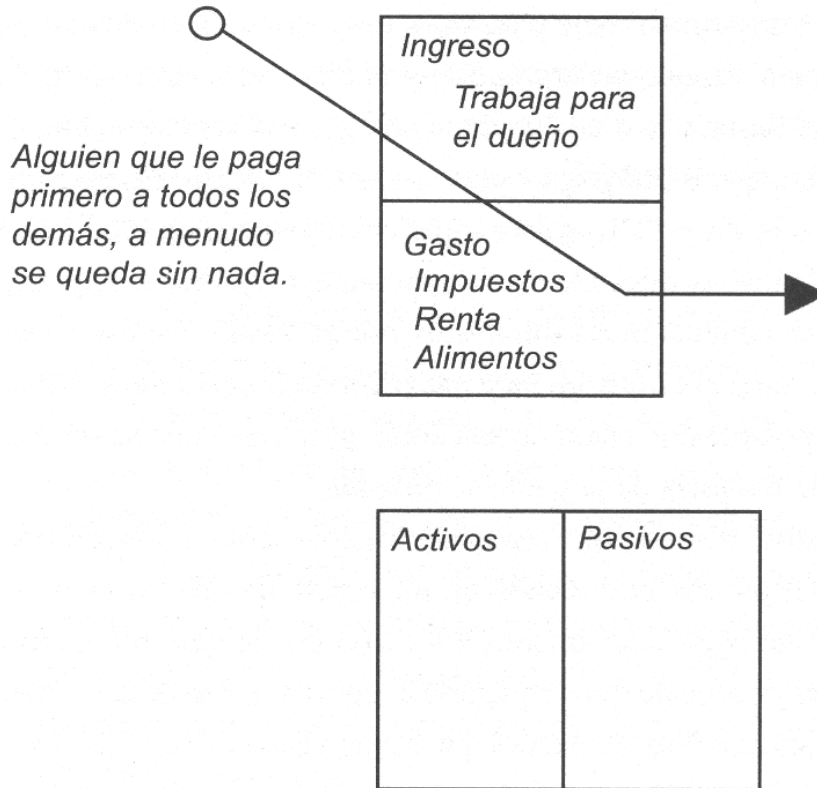 Ingreso
Trabaja para
el dueño
Alguien que le paga
primero a todos los
demás, a menudo
se queda sin nada.
Gasto
Impuestos
Renta
Alimentos
Activos
Pasivos